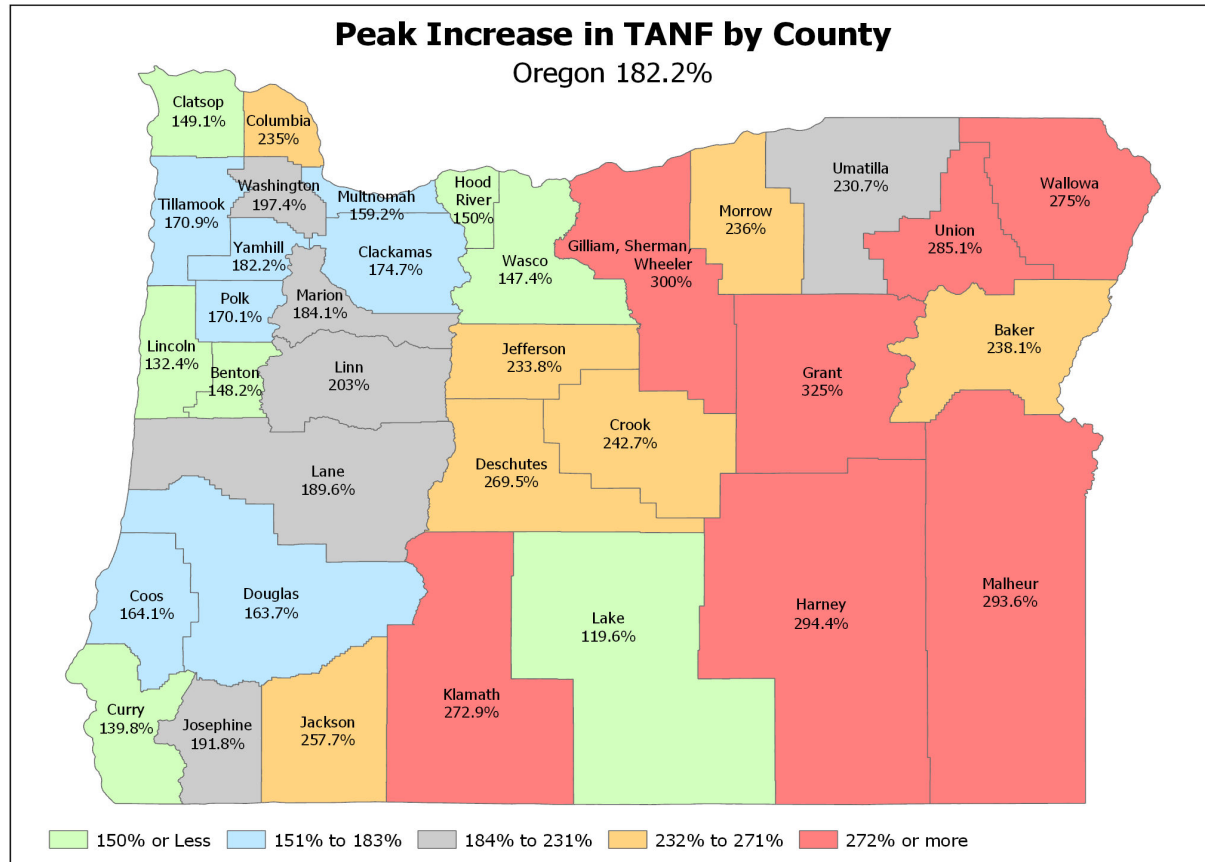 Peak Increase in TANF by County
Oregon 182.2%
Clatsop
149.1%
Columbia
235%
Washington
197.4%
Tillamook
170.9%
Multnomah
159.2%
Hood
River
150%
Yamhill
182.2%
Clackamas
174.7%
Wasco
147.4%
Gilliam, Sherman,
Wheeler
300%
Morrow
236%
Umatilla
230.7%
Union
285.1%
Wallowa
275%
Polk
170.1%
Marion
184.1%
Lincoln
132.4%
Benton
148.2%
Linn
203%
Jefferson
233.8%
Crook
242.7%
Grant
325%
Baker
238.1%
Lane
189.6%
Deschutes
269.5%
Coos
164.1%
Douglas
163.7%
Lake
119.6%
Harney
294.4%
Malheur
293.6%
Curry
139.8%
Josephine
191.8%
Jackson
257.7%
Klamath
272.9%
150% or Less
151% to 183%
184% to 231%
232% to 271%
272% or more